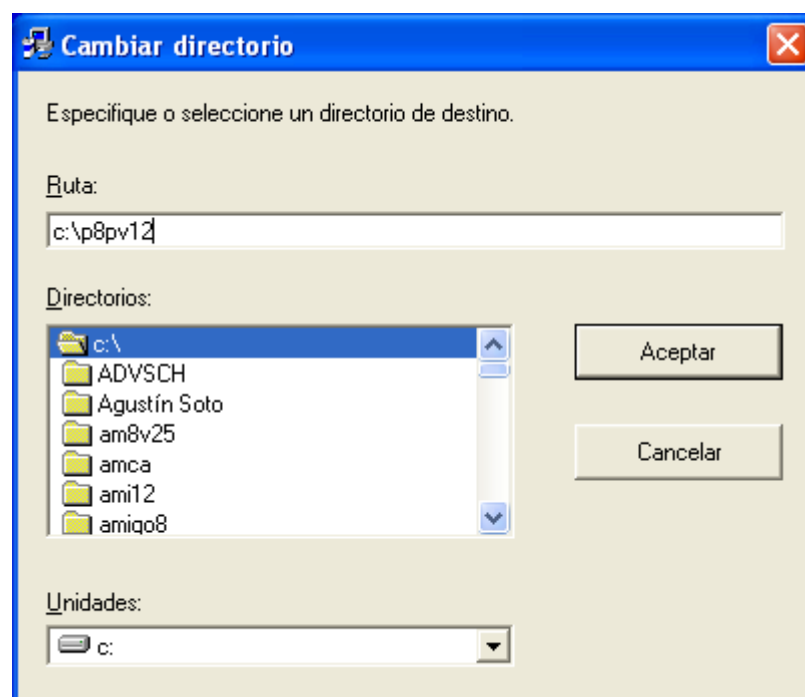 Cambiar directorio
Especifique o seleccione un directorio de destino.
Ruta:
c:\p8pv12
Directorios:
c:\
ADVSCH
Agustín Soto
am8v25
amca
ami12
amigo8
Aceptar
Cancelar
Unidades:
c: